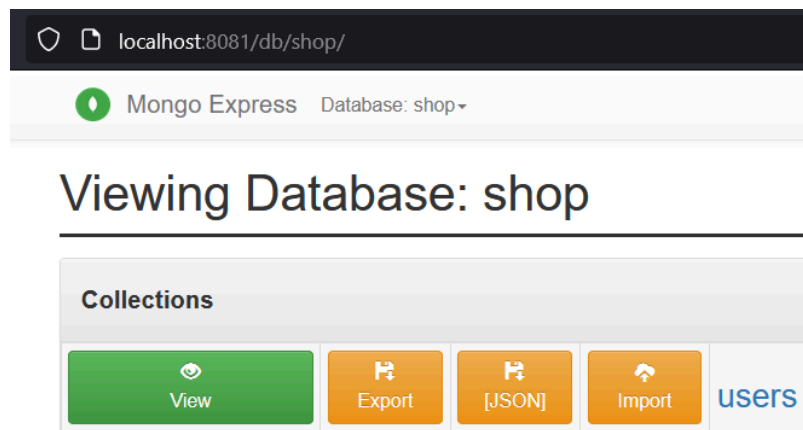 localhost:8081/db/shop/
Mongo Express Database: shop
Viewing Database: shop
Collections
View Export [JSON] Import users